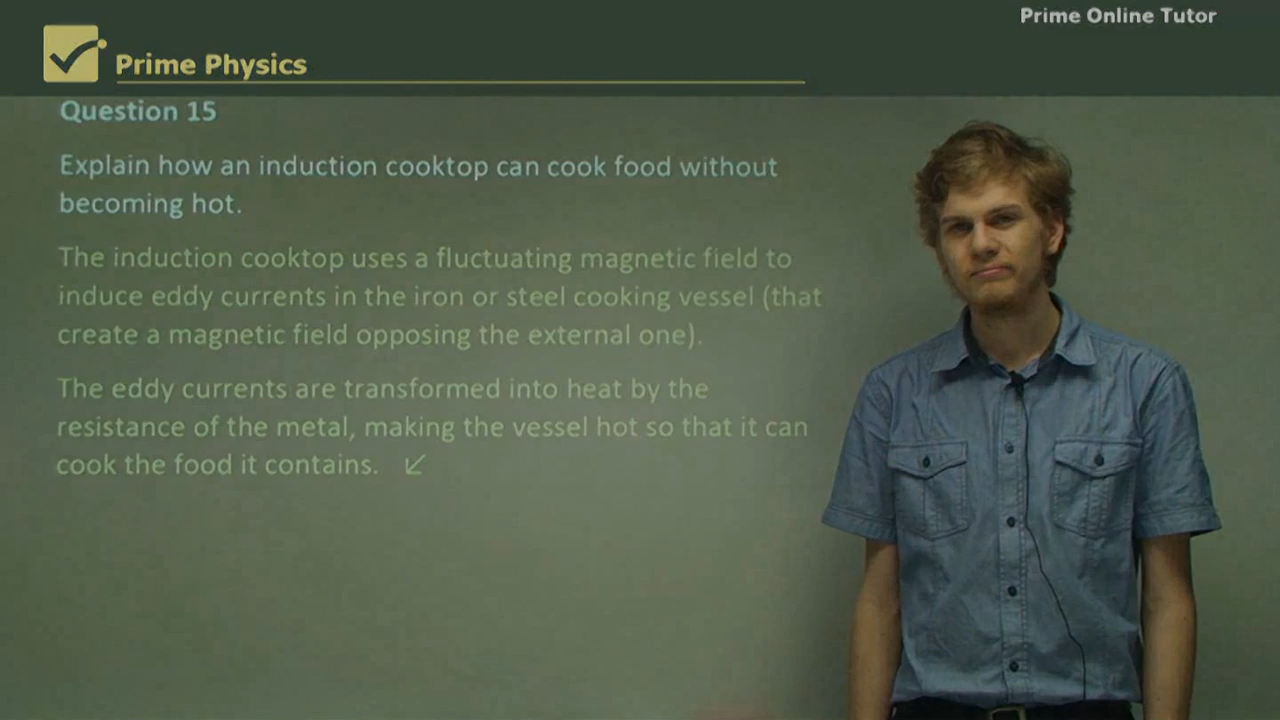 Prime Online Tutor
Prime Physics
Question 15
Explain how an induction cooktop can cook food without
becoming hot.
The induction cooktop uses a fluctuating magnetic field to
induce eddy currents in the iron or steel cooking vessel (that
create a magnetic field opposing the external one).
The eddy currents are transformed into heat by the
resistance of the metal, making the vessel hot so that it can
cook the food it contains. ↙